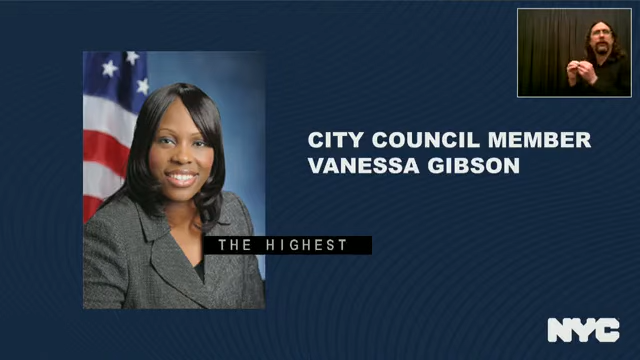 CITY COUNCIL MEMBER
VANESSA GIBSON
THE HIGHEST
NYC